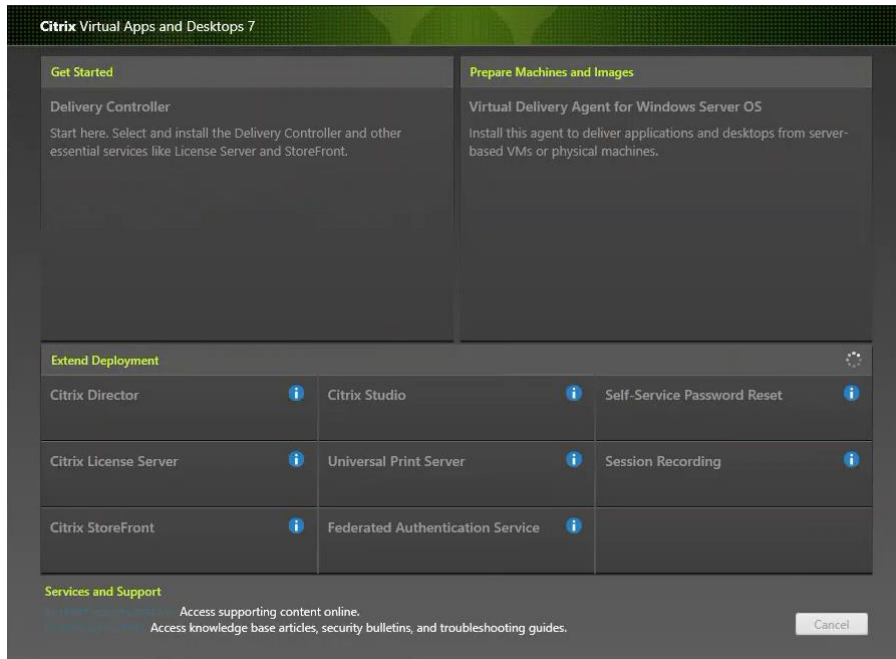 Citrix Virtual Apps and Desktops 7
Get Started
Delivery Controller
Start here. Select and install the Delivery Controller and other
essential services like License Server and StoreFront.
Prepare Machines and Images
Virtual Delivery Agent for Windows Server OS
Install this agent to deliver applications and desktops from server-
based VMs or physical machines.
Extend Deployment
Citrix Director
Citrix Studio
Self-Service Password Reset
Citrix License Server
Universal Print Server
Session Recording
Citrix StoreFront
Federated Authentication Service
Services and Support
Access supporting content online.
Access knowledge base articles, security bulletins, and troubleshooting guides.
Cancel